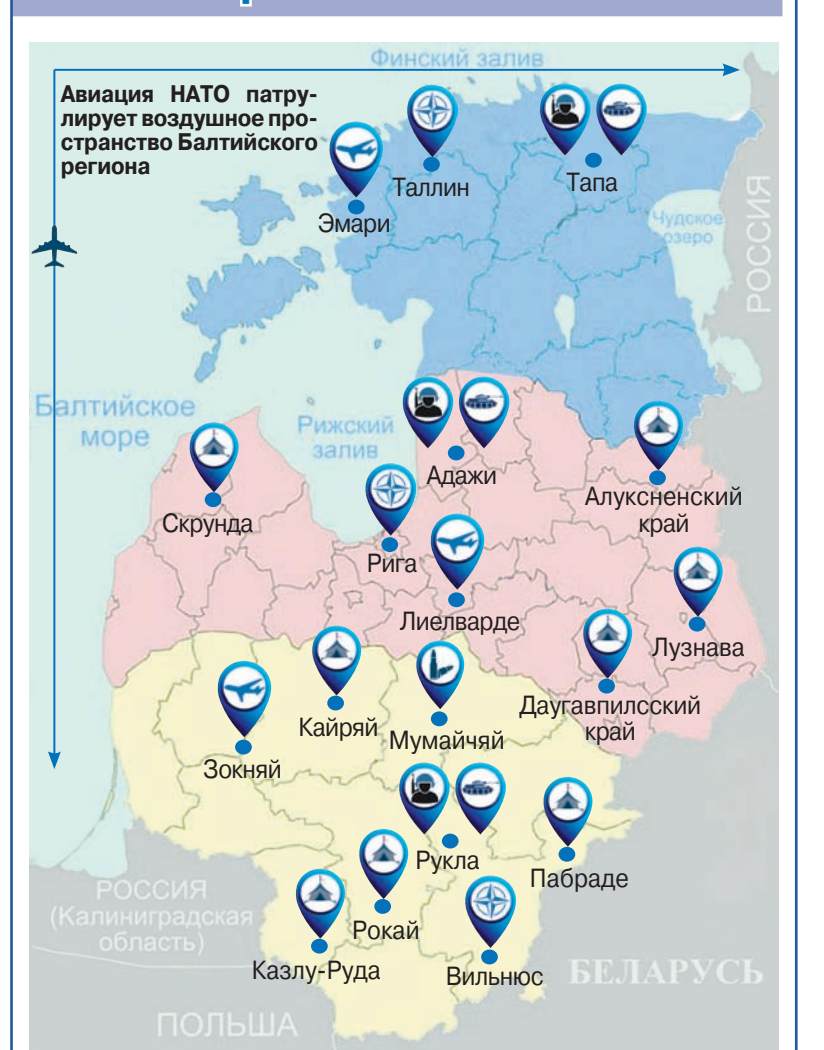 Финский залив
Авиация НАТО патру-
лирует воздушное про-
странство Балтийского
региона
Таллин
Тапа
Эмари
Чудское
озеро
РОССИЯ
Балтийское
море
Рижский
залив
Адажи
Алуксненский
край
Скрунда
Рига
Лиелварде
Лузнава
Даугавпилсский
край
Кайряй
Мумайчяй
Зокняй
Рукла
Пабраде
РОССИЯ
(Калиниградская
область)
Рокай
Казлу-Руда
Вильнюс
БЕЛАРУСЬ
ПОЛЬША